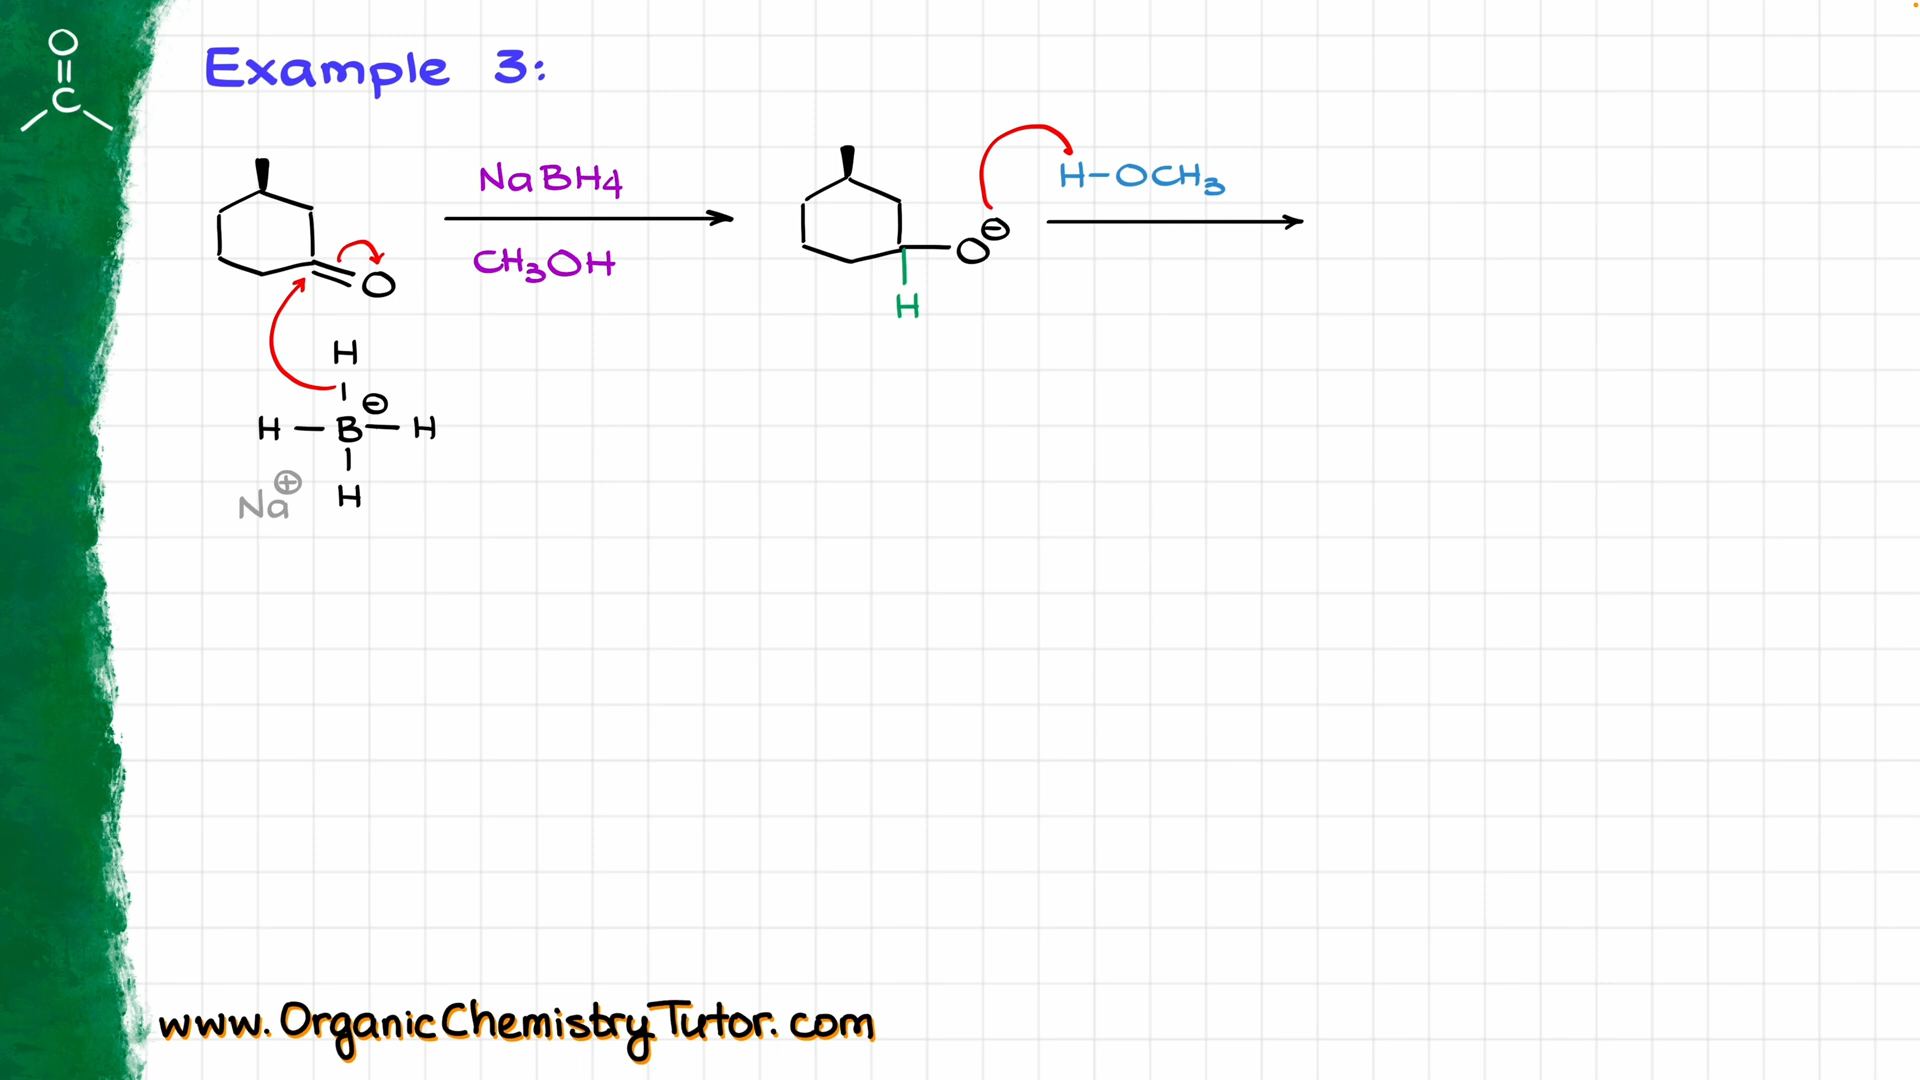 O
C
Example 3:
NaBH4
CH3OH
O
O ⊖
H
H-OCH3
H
H-B-H ⊖
H
Na ⊕
www.OrganicChemistryTutor.com